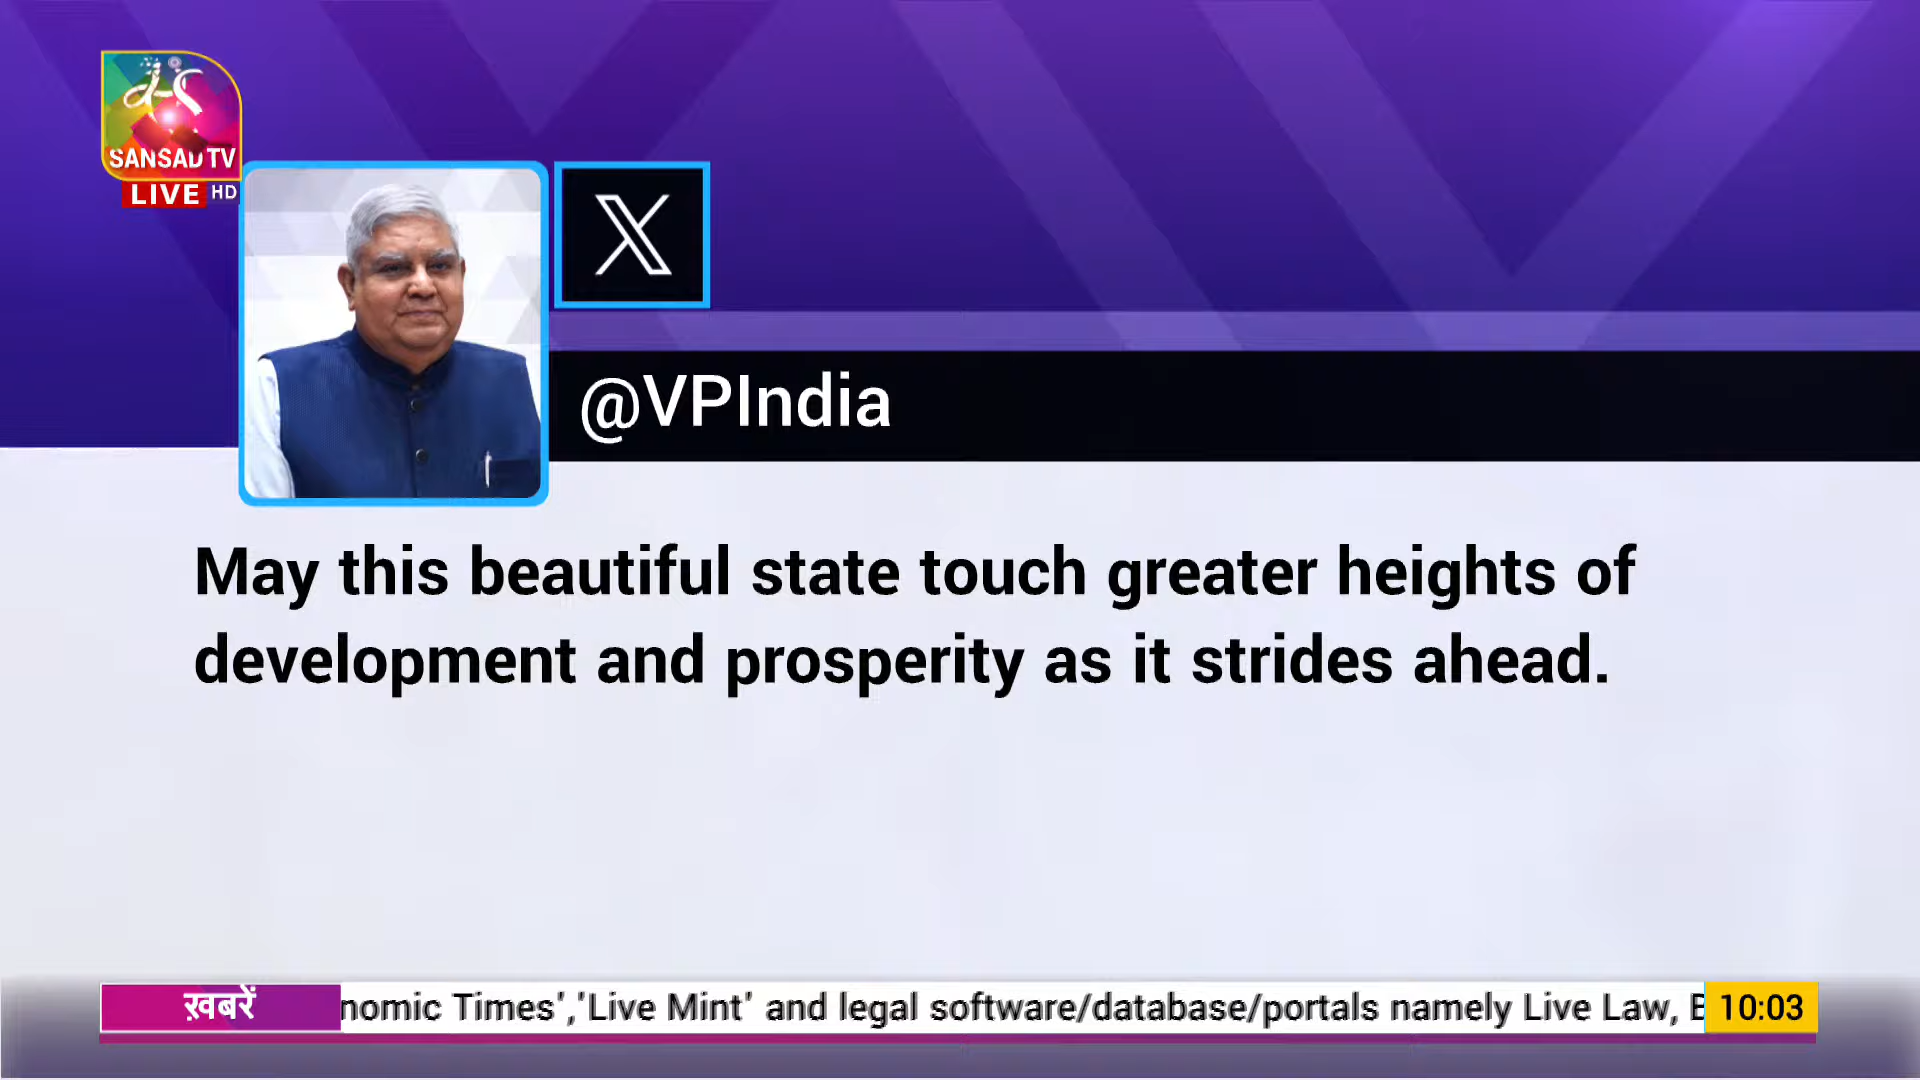 SANSAD TV
LIVE HD
X
@VPIndia
May this beautiful state touch greater heights of
development and prosperity as it strides ahead.
ख़बरें
nomic Times','Live Mint' and legal software/database/portals namely Live Law,
10:03